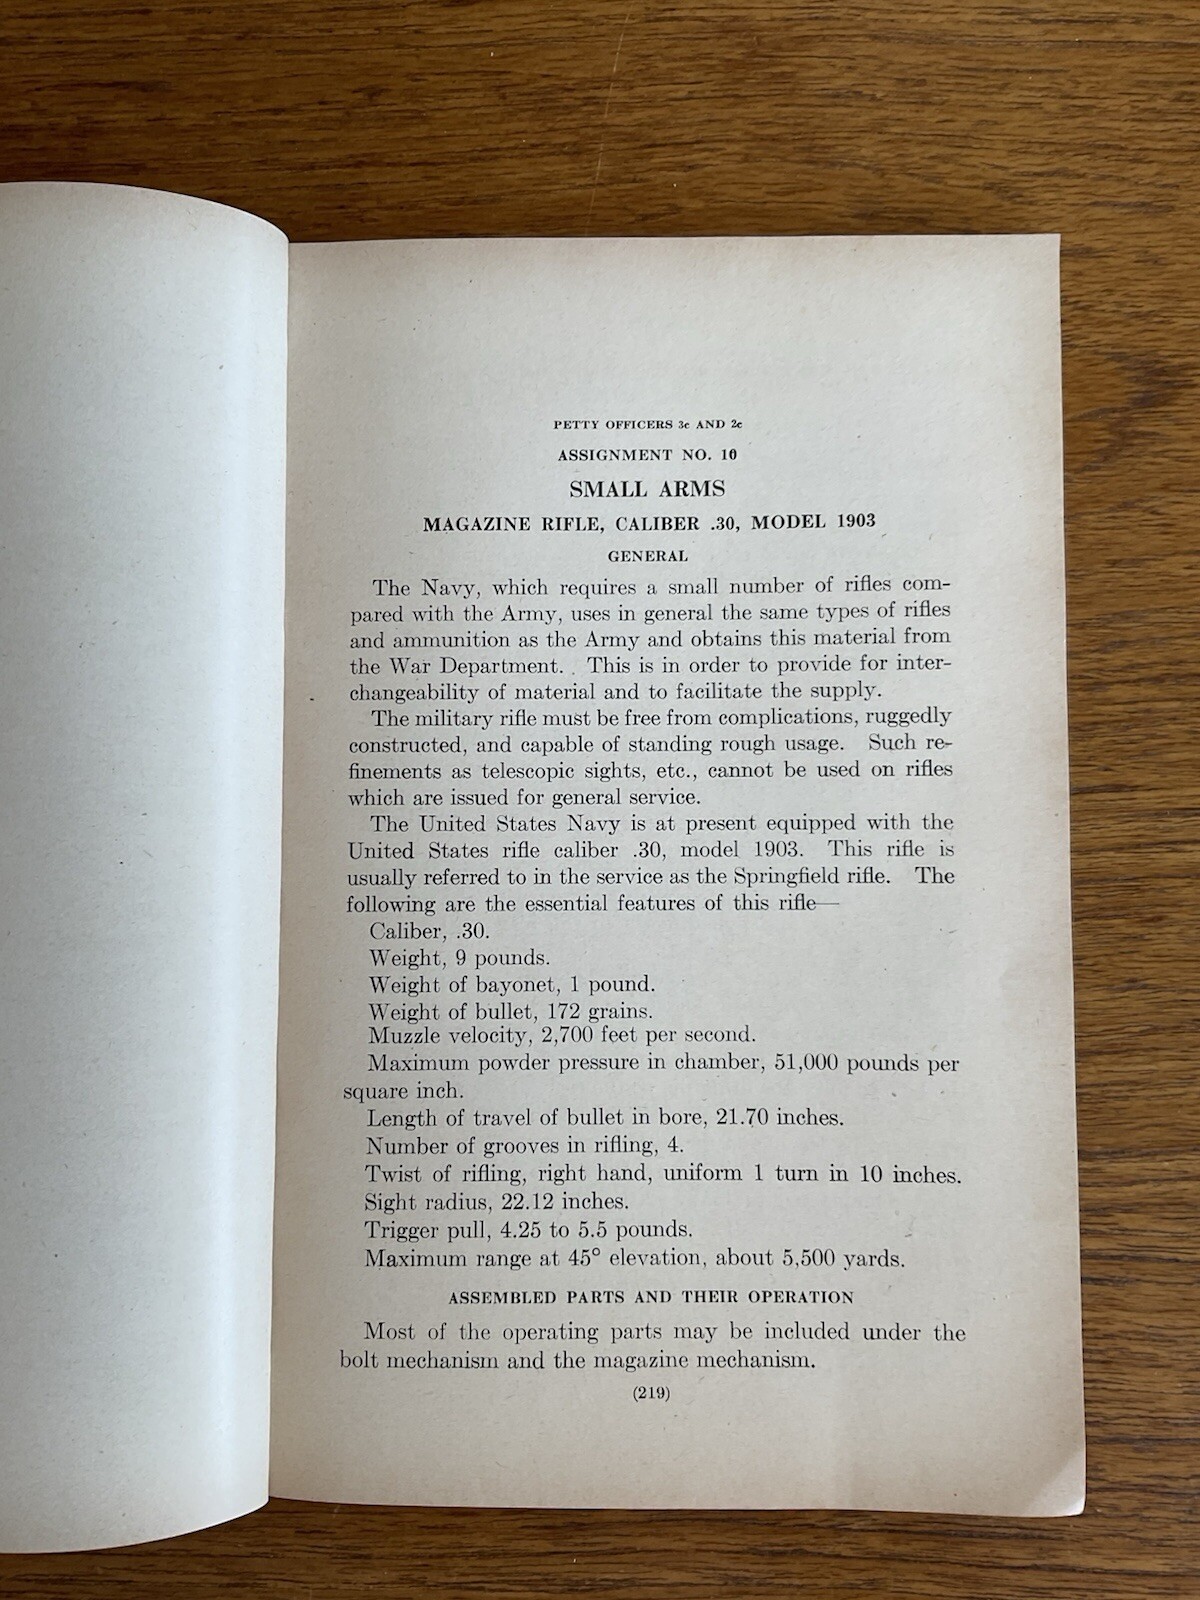 PETTY OFFICERS 3c AND 2c
ASSIGNMENT NO. 10
SMALL ARMS
MAGAZINE RIFLE, CALIBER .30, MODEL 1903
GENERAL
The Navy, which requires a small number of rifles com-
pared with the Army, uses in general the same types of rifles
and ammunition as the Army and obtains this material from
the War Department. This is in order to provide for inter-
changeability of material and to facilitate the supply.
The military rifle must be free from complications, ruggedly
constructed, and capable of standing rough usage. Such re-
finements as telescopic sights, etc., cannot be used on rifles
which are issued for general service.
The United States Navy is at present equipped with the
United States rifle caliber .30, model 1903. This rifle is
usually referred to in the service as the Springfield rifle. The
following are the essential features of this rifle—
Caliber, .30.
Weight, 9 pounds.
Weight of bayonet, 1 pound.
Weight of bullet, 172 grains.
Muzzle velocity, 2,700 feet per second.
Maximum powder pressure in chamber, 51,000 pounds per
square inch.
Length of travel of bullet in bore, 21.70 inches.
Number of grooves in rifling, 4.
Twist of rifling, right hand, uniform 1 turn in 10 inches.
Sight radius, 22.12 inches.
Trigger pull, 4.25 to 5.5 pounds.
Maximum range at 45° elevation, about 5,500 yards.
ASSEMBLED PARTS AND THEIR OPERATION
Most of the operating parts may be included under the
bolt mechanism and the magazine mechanism.
(219)